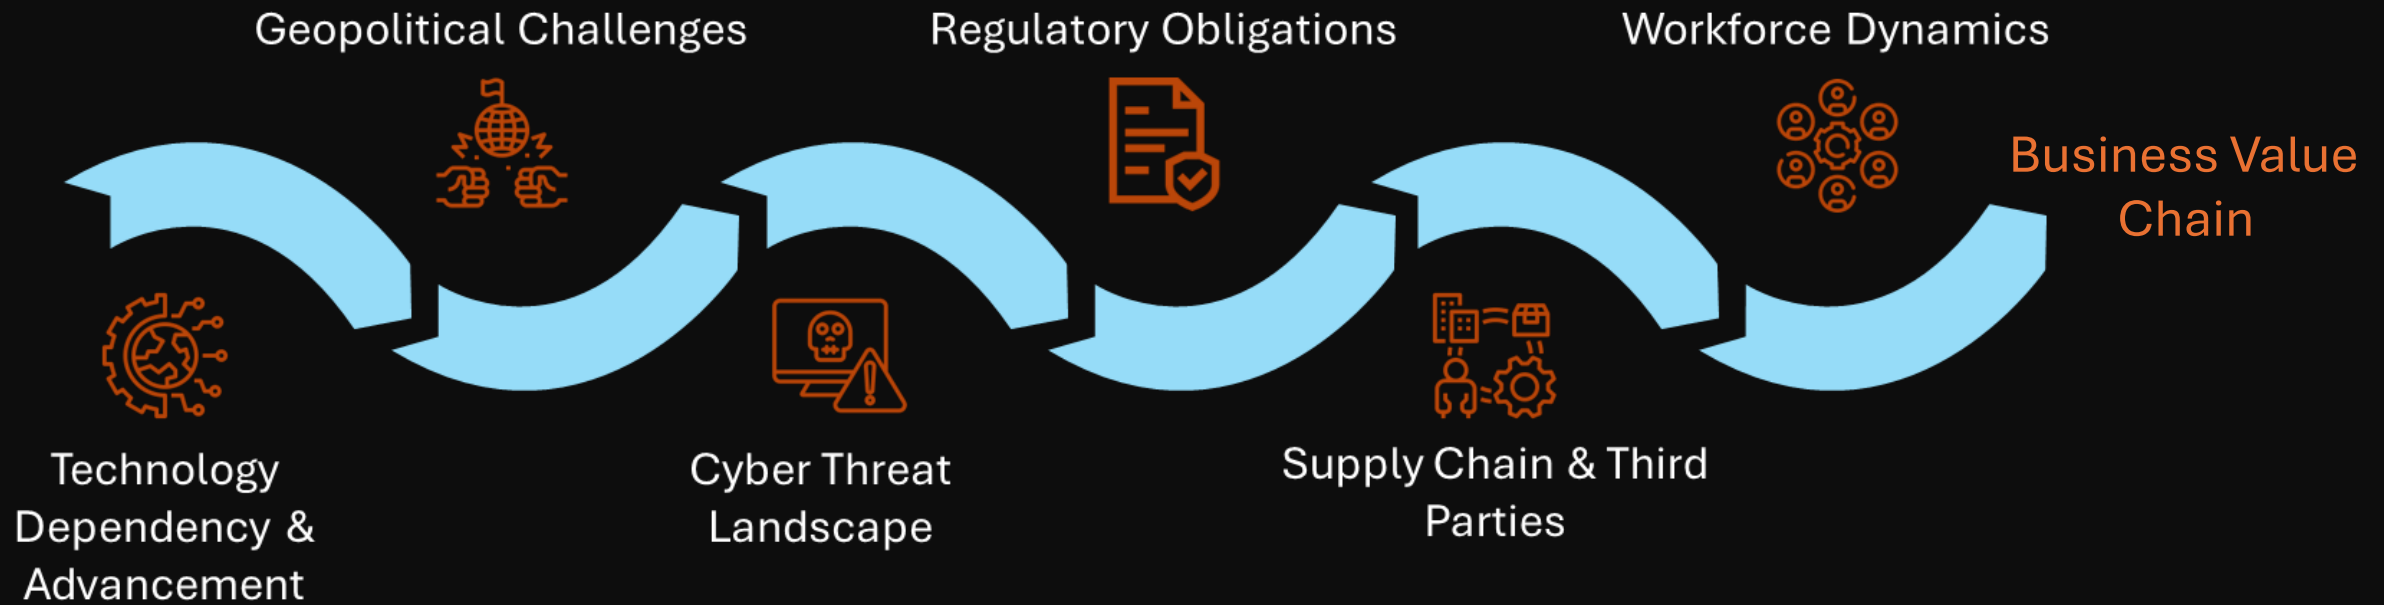 Geopolitical Challenges
Regulatory Obligations
Workforce Dynamics
Business Value
Chain
Technology
Dependency &
Advancement
Cyber Threat
Landscape
Supply Chain & Third
Parties